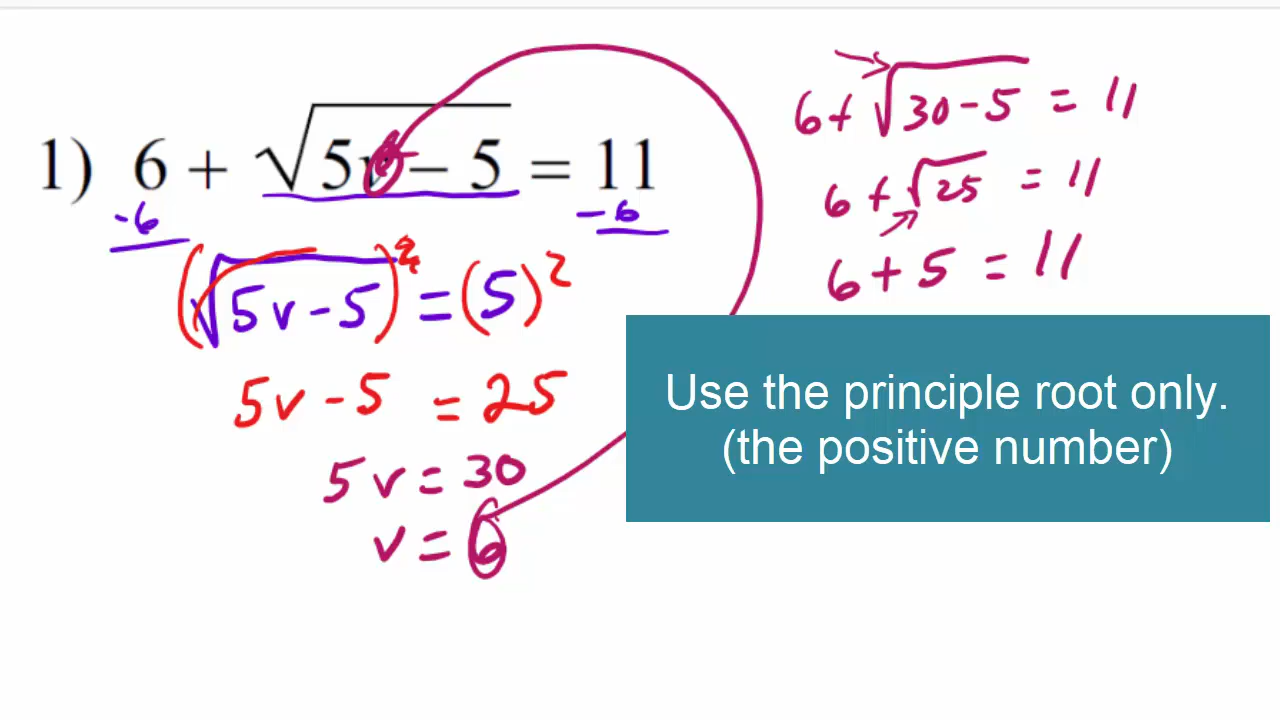 1) 6 + √5v − 5 = 11
-6 -6
(√5v-5)² = (5)²
5v - 5 = 25
5v = 30
v = 6
6 + √30-5 = 11
6 + √25 = 11
6 + 5 = 11
Use the principle root only.
(the positive number)